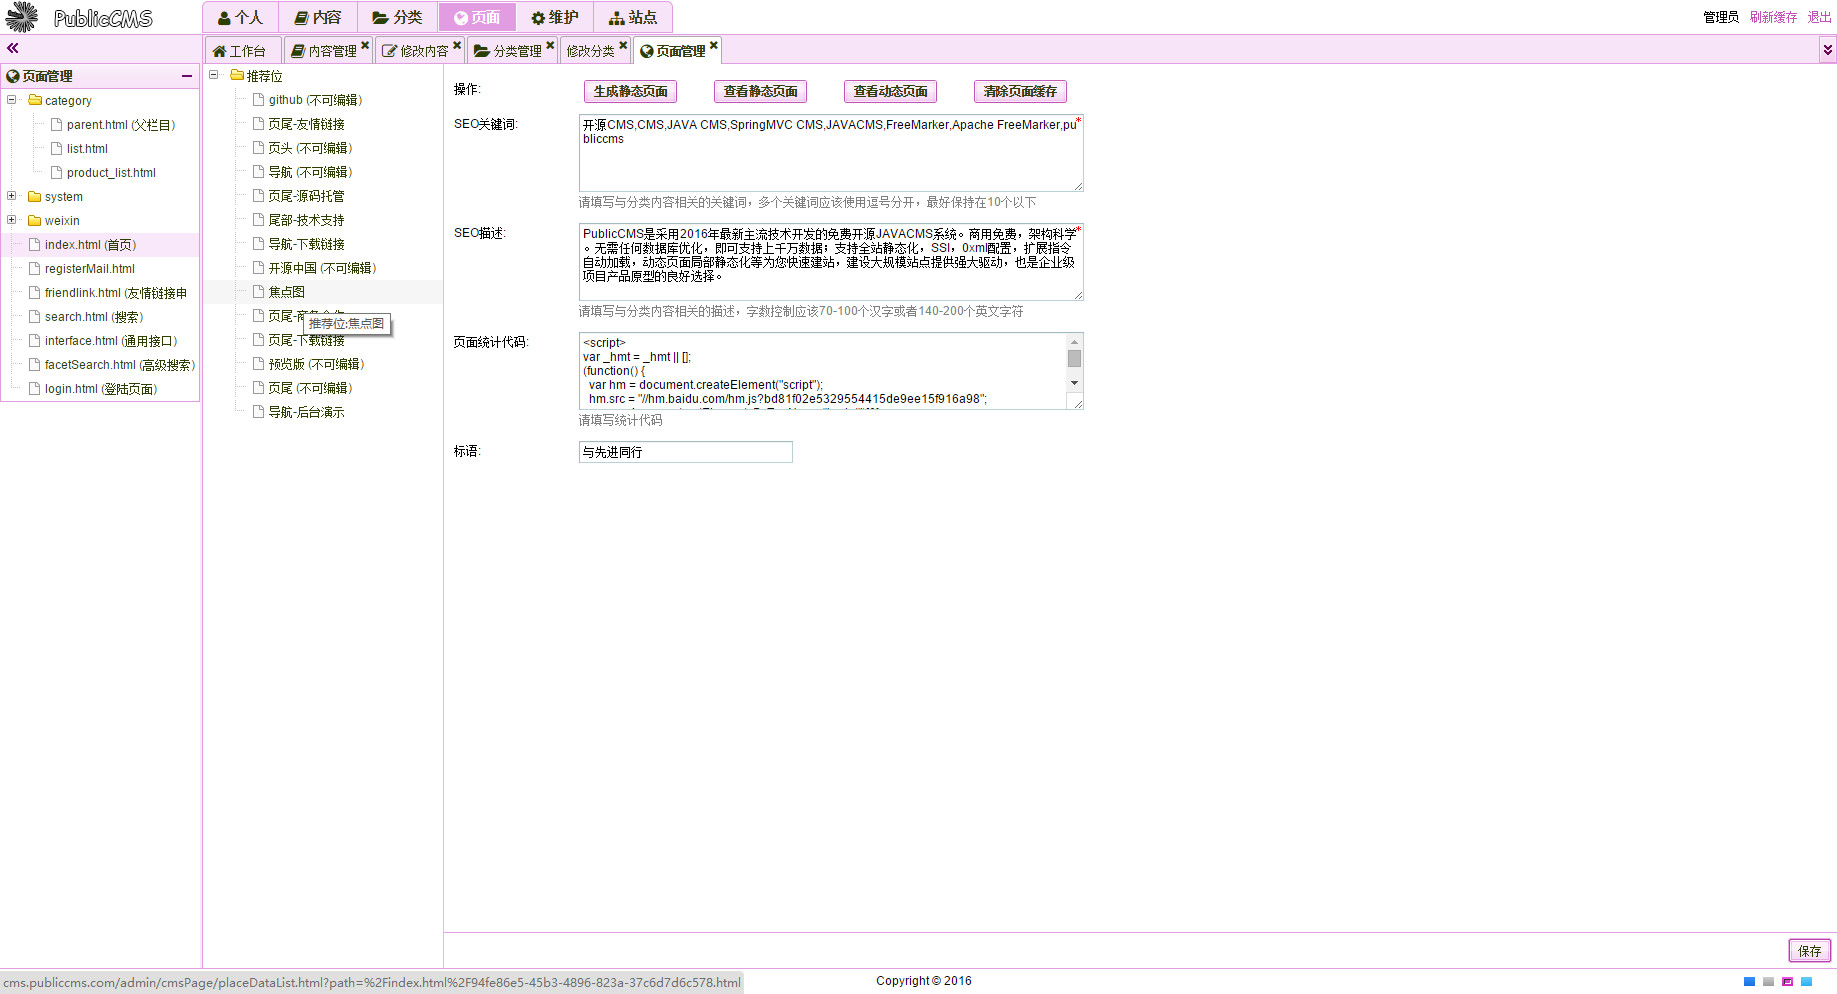 PublicCMS
个人
内容
分类
页面
维护
站点
管理员 刷新缓存 退出
工作台
内容管理
修改内容
分类管理
修改分类
页面管理
页面管理
category
parent.html (父栏目)
list.html
product_list.html
system
weixin
index.html (首页)
registerMail.html
friendlink.html (友情链接申
search.html (搜索)
interface.html (通用接口)
facetSearch.html (高级搜索)
login.html (登陆页面)
推荐位
github (不可编辑)
页尾-友情链接
页头 (不可编辑)
导航 (不可编辑)
页尾-源码托管
尾部-技术支持
导航-下载链接
开源中国 (不可编辑)
焦点图
页尾-商务合作
推荐位:焦点图
页尾-下载链接
预览版 (不可编辑)
页尾 (不可编辑)
导航-后台演示
操作:
生成静态页面
查看静态页面
查看动态页面
清除页面缓存
SEO关键词:
开源CMS,CMS,JAVA CMS,SpringMVC CMS,JAVACMS,FreeMarker,Apache FreeMarker,pu*
bliccms
请填写与分类内容相关的关键词，多个关键词应该使用逗号分开，最好保持在10个以下
SEO描述:
PublicCMS是采用2016年最新主流技术开发的免费开源JAVACMS系统。商用免费，架构科学*
。无需任何数据库优化，即可支持上千万数据；支持全站静态化，SSI，0xml配置，扩展指令
自动加载，动态页面局部静态化等为您快速建站，建设大规模站点提供强大驱动，也是企业级
项目产品原型的良好选择。
请填写与分类内容相关的描述，字数控制应该70-100个汉字或者140-200个英文字符
页面统计代码:
<script>
var _hmt = _hmt || [];
(function() {
var hm = document.createElement("script");
hm.src = "//hm.baidu.com/hm.js?bd81f02e5329554415de9ee15f916a98";
请填写统计代码
标语:
与先进同行
保存
cms.publiccms.com/admin/cmsPage/placeDataList.html?path=%2Findex.html%2F94fe86e5-45b3-4896-823a-37c6d7d6c578.html
Copyright © 2016